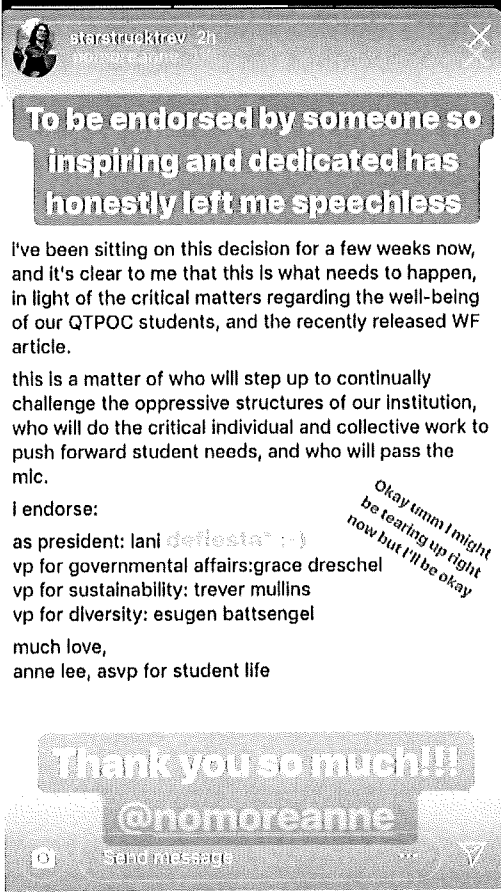 starstrucktrev 2h
nomoreanne
To be endorsed by someone so
inspiring and dedicated has
honestly left me speechless
i've been sitting on this decision for a few weeks now,
and it's clear to me that this is what needs to happen,
in light of the critical matters regarding the well-being
of our QTPOC students, and the recently released WF
article.
this is a matter of who will step up to continually
challenge the oppressive structures of our institution,
who will do the critical individual and collective work to
push forward student needs, and who will pass the
mic.
i endorse:
as president: lani defiesta* :-)
vp for governmental affairs:grace dreschel
vp for sustainability: trever mullins
vp for diversity: esugen battsengel
Okay umm I might
be tearing up right
now but I'll be okay
much love,
anne lee, asvp for student life
Thank you so much!!!
@nomoreanne
Send message